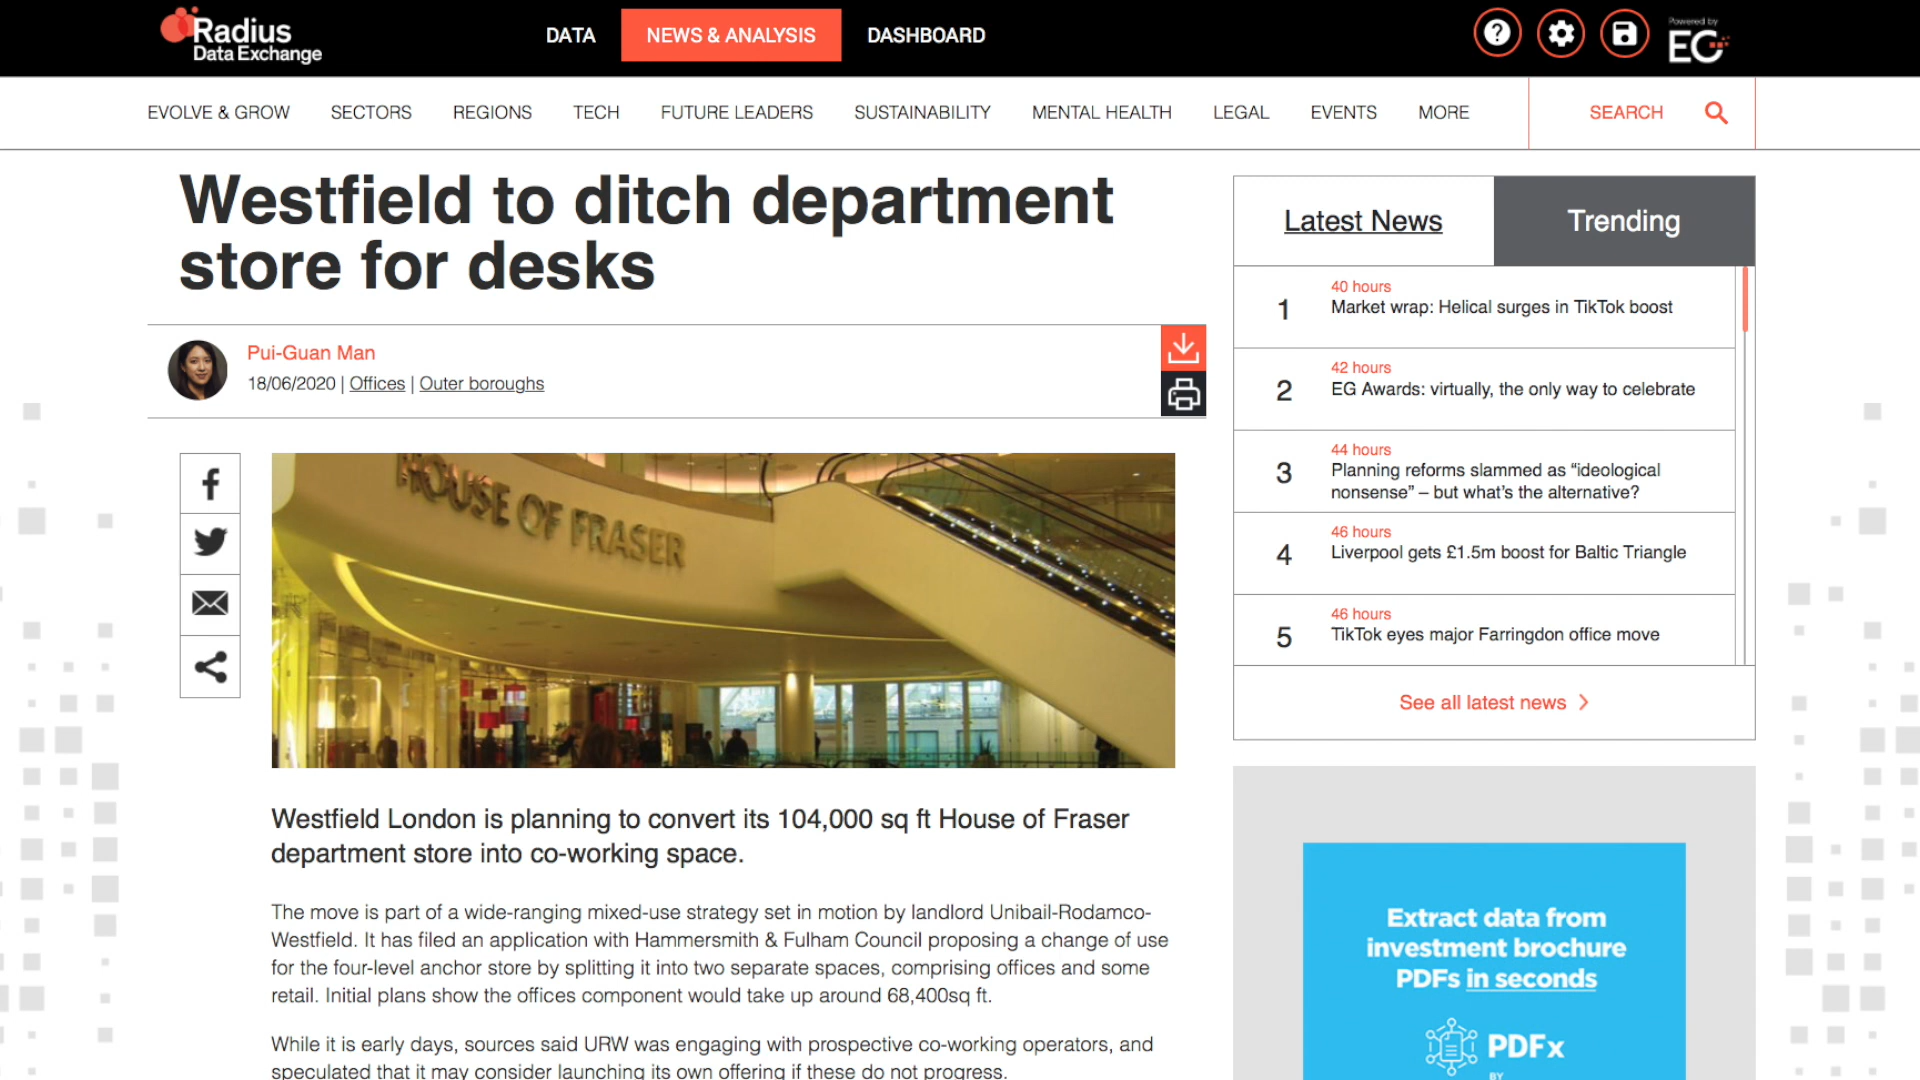 Radius
Data Exchange
DATA
NEWS & ANALYSIS
DASHBOARD
Powered by
EG
EVOLVE & GROW
SECTORS
REGIONS
TECH
FUTURE LEADERS
SUSTAINABILITY
MENTAL HEALTH
LEGAL
EVENTS
MORE
SEARCH
Westfield to ditch department
store for desks
Pui-Guan Man
18/06/2020 | Offices | Outer boroughs
HOUSE OF FRASER
Westfield London is planning to convert its 104,000 sq ft House of Fraser
department store into co-working space.
The move is part of a wide-ranging mixed-use strategy set in motion by landlord Unibail-Rodamco-
Westfield. It has filed an application with Hammersmith & Fulham Council proposing a change of use
for the four-level anchor store by splitting it into two separate spaces, comprising offices and some
retail. Initial plans show the offices component would take up around 68,400sq ft.
While it is early days, sources said URW was engaging with prospective co-working operators, and
speculated that it may consider launching its own offering if these do not progress.
Latest News
Trending
1
40 hours
Market wrap: Helical surges in TikTok boost
2
42 hours
EG Awards: virtually, the only way to celebrate
3
44 hours
Planning reforms slammed as “ideological
nonsense” – but what’s the alternative?
4
46 hours
Liverpool gets £1.5m boost for Baltic Triangle
5
46 hours
TikTok eyes major Farringdon office move
See all latest news
Extract data from
investment brochure
PDFs in seconds
PDFx
BY